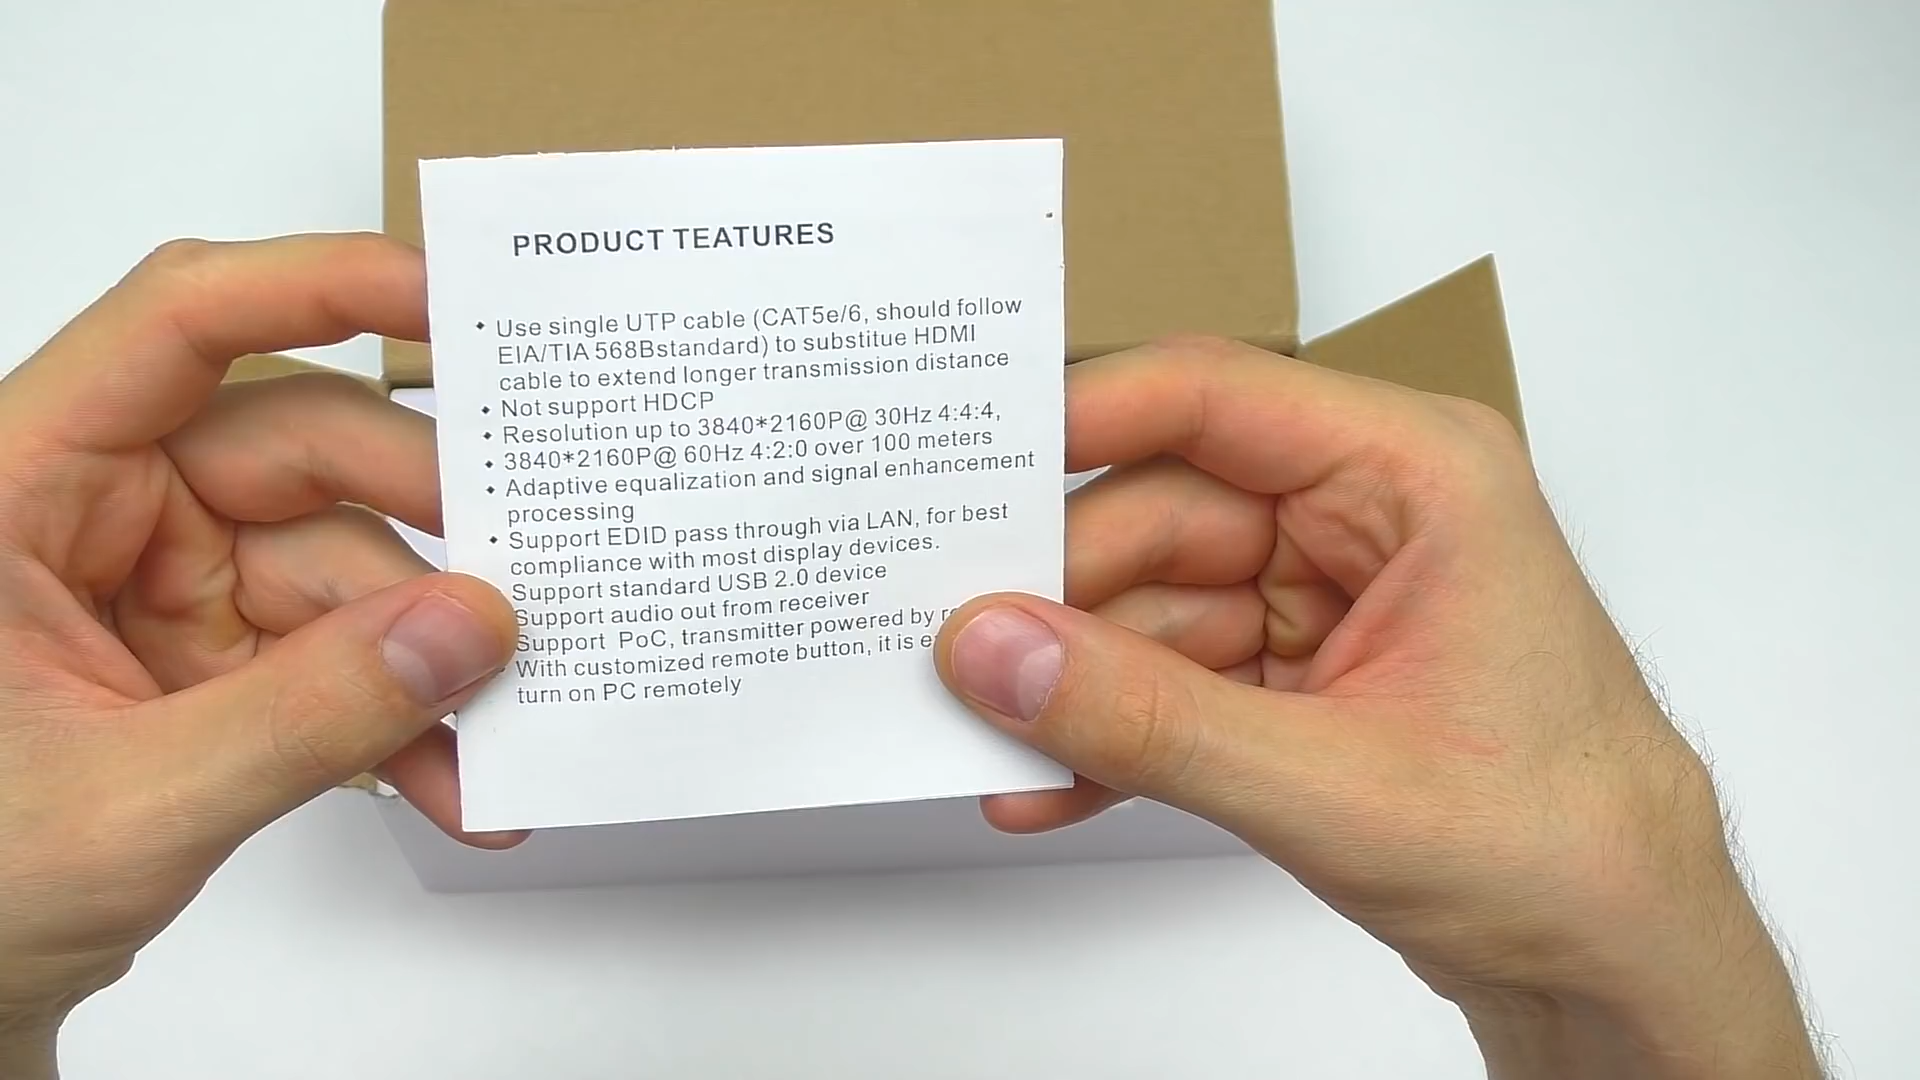 PRODUCT TEATURES
◆ Use single UTP cable (CAT5e/6, should follow
EIA/TIA 568Bstandard) to substitue HDMI
cable to extend longer transmission distance
◆ Not support HDCP
◆ Resolution up to 3840*2160P@ 30Hz 4:4:4,
◆ 3840*2160P@ 60Hz 4:2:0 over 100 meters
◆ Adaptive equalization and signal enhancement
processing
◆ Support EDID pass through via LAN, for best
compliance with most display devices.
Support standard USB 2.0 device
Support audio out from receiver
Support PoC, transmitter powered by
With customized remote button, it is
turn on PC remotely